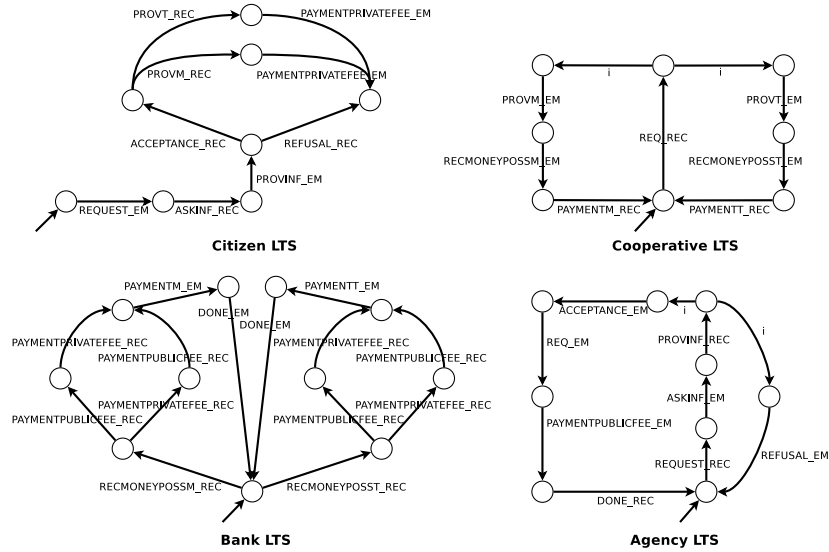 PROVT_REC
PAYMENTPRIVATEFEE_EM
PROVM_REC
PAYMENTPRIVATEFEE_EM
ACCEPTANCE_REC
REFUSAL_REC
PROVINF_EM
REQUEST_EM
ASKINF_REC
Citizen LTS
i
i
PROVM_EM
PROVT_EM
REQ_REC
RECMONEYPOSSM_EM
RECMONEYPOSST_EM
PAYMENTM_REC
PAYMENTT_REC
Cooperative LTS
PAYMENTM_EM
PAYMENTT_EM
DONE_EM
DONE_EM
PAYMENTPRIVATEFEE_REC
PAYMENTPUBLICFEE_REC
PAYMENTPRIVATEFEE_REC
PAYMENTPUBLICFEE_REC
PAYMENTPRIVATEFEE_REC
PAYMENTPUBLICFEE_REC
PAYMENTPRIVATEFEE_REC
PAYMENTPUBLICFEE_REC
RECMONEYPOSSM_REC
RECMONEYPOSST_REC
Bank LTS
ACCEPTANCE_EM
i
i
PROVINF_REC
REQ_EM
ASKINF_EM
PAYMENTPUBLICFEE_EM
REFUSAL_EM
REQUEST_REC
DONE_REC
Agency LTS